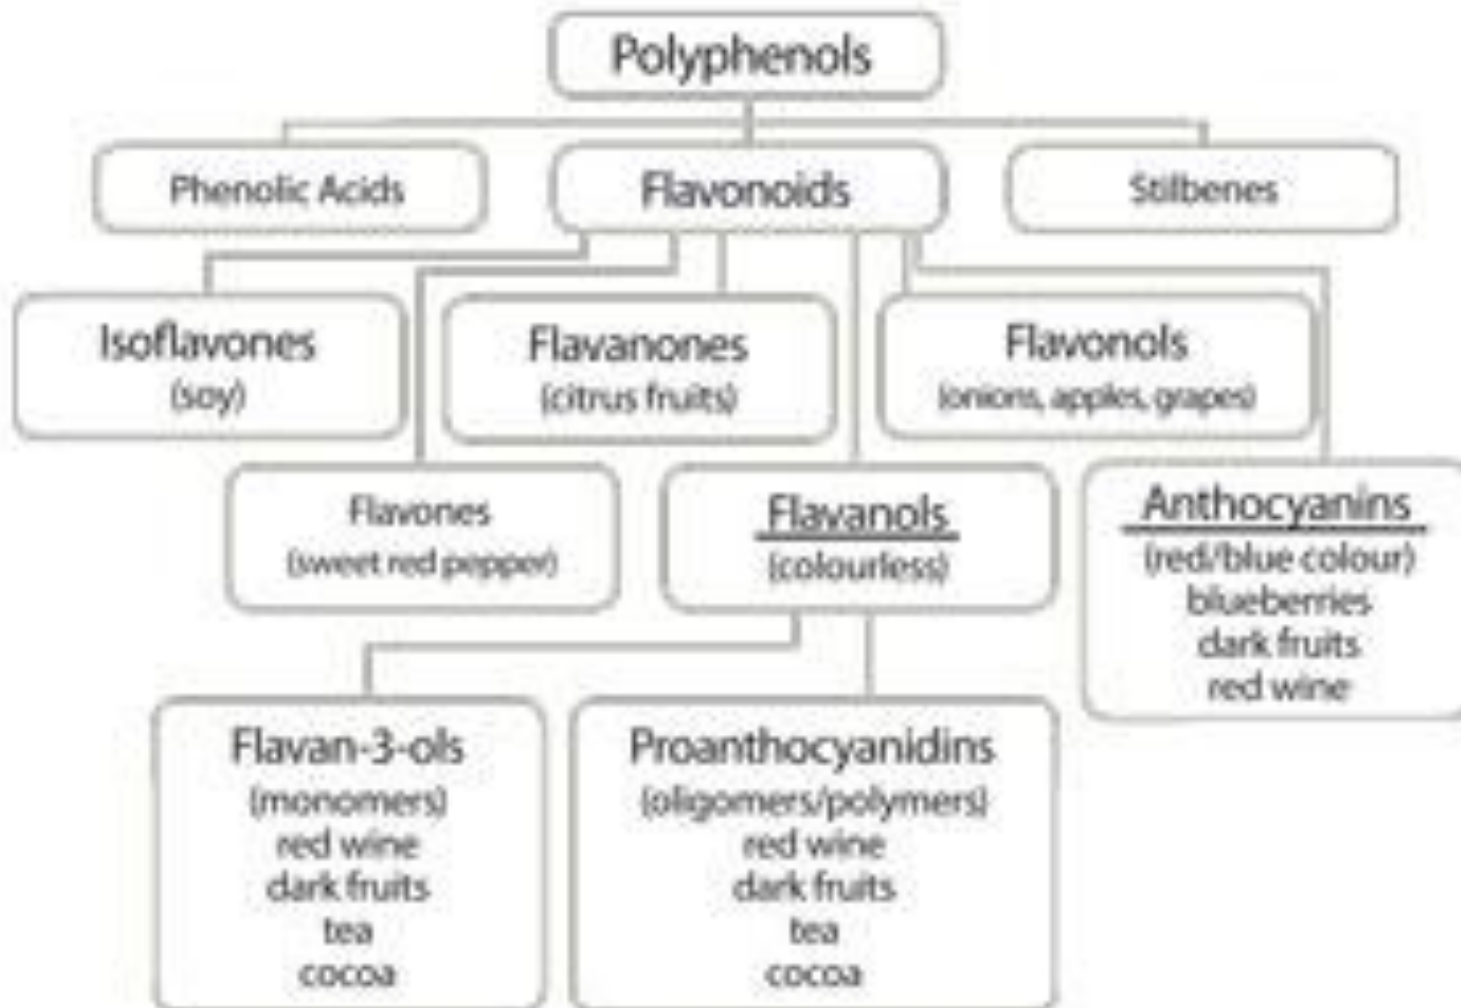 Polyphenols
Phenolic Acids
Flavonoids
Stilbenes
Isoflavones
(soy)
Flavanones
(citrus fruits)
Flavonols
(onions, apples, grapes)
Flavones
(sweet red pepper)
Flavanols
(colourless)
Anthocyanins
(red/blue colour)
blueberries
dark fruits
red wine
Flavan-3-ols
(monomers)
red wine
dark fruits
tea
cocoa
Proanthocyanidins
(oligomers/polymers)
red wine
dark fruits
tea
cocoa